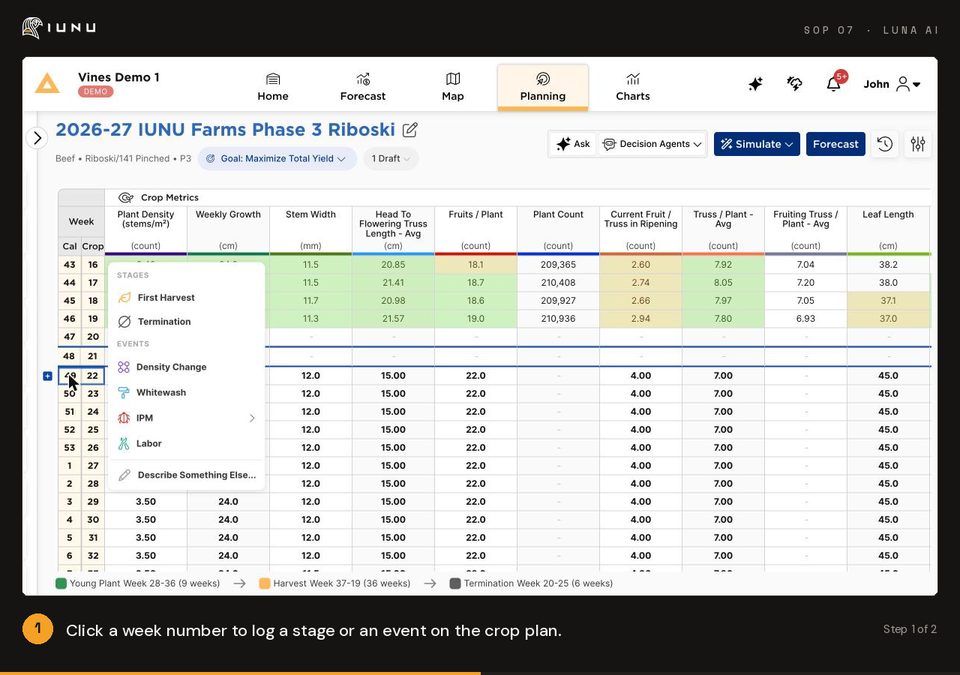 IUNU
SOP 07 · LUNA AI
Vines Demo 1
DEMO
Home
Forecast
Map
Planning
Charts
5+
John
2026-27 IUNU Farms Phase 3 Riboski
Beef • Riboski/141 Pinched • P3
Goal: Maximize Total Yield
1 Draft
Ask
Decision Agents
Simulate
Forecast
Crop Metrics
Week
Cal Crop
Plant Density (stems/m²) (count)
Weekly Growth (cm)
Stem Width (mm)
Head To Flowering Truss Length - Avg (cm)
Fruits / Plant (count)
Plant Count (count)
Current Fruit / Truss in Ripening (count)
Truss / Plant - Avg (count)
Fruiting Truss / Plant - Avg (count)
Leaf Length (cm)
43 16 11.5 20.85 18.1 209,365 2.60 7.92 7.04 38.2
44 17 11.5 21.41 18.7 210,408 2.74 8.05 7.20 38.0
45 18 11.7 20.98 18.6 209,927 2.66 7.97 7.05 37.1
46 19 11.3 21.57 19.0 210,936 2.94 7.80 6.93 37.0
47 20 - - - - - - - -
48 21 - - - - - - - -
22 12.0 15.00 22.0 - 4.00 7.00 - 45.0
50 23 12.0 15.00 22.0 - 4.00 7.00 - 45.0
51 24 12.0 15.00 22.0 - 4.00 7.00 - 45.0
52 25 12.0 15.00 22.0 - 4.00 7.00 - 45.0
53 26 12.0 15.00 22.0 - 4.00 7.00 - 45.0
1 27 12.0 15.00 22.0 - 4.00 7.00 - 45.0
2 28 12.0 15.00 22.0 - 4.00 7.00 - 45.0
3 29 3.50 24.0 12.0 15.00 22.0 - 4.00 7.00 - 45.0
4 30 3.50 24.0 12.0 15.00 22.0 - 4.00 7.00 - 45.0
5 31 3.50 24.0 12.0 15.00 22.0 - 4.00 7.00 - 45.0
6 32 3.50 24.0 12.0 15.00 22.0 - 4.00 7.00 - 45.0
STAGES
First Harvest
Termination
EVENTS
Density Change
Whitewash
IPM
Labor
Describe Something Else...
Young Plant Week 28-36 (9 weeks) → Harvest Week 37-19 (36 weeks) → Termination Week 20-25 (6 weeks)
1 Click a week number to log a stage or an event on the crop plan.
Step 1 of 2